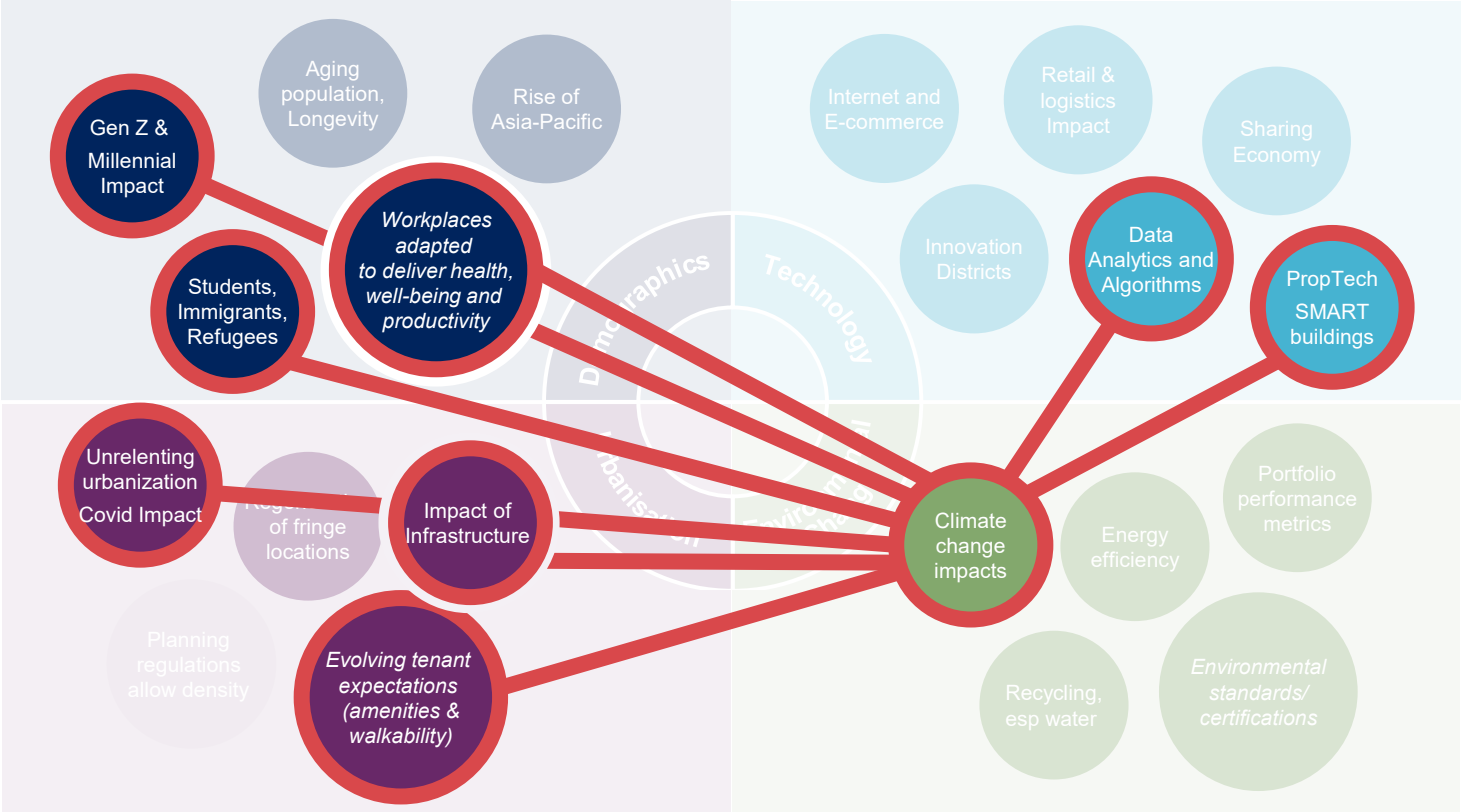 Aging
population,
Longevity
Rise of
Asia-Pacific
Gen Z &
Millennial
Impact
Workplaces
adapted
to deliver health,
well-being and
productivity
Students,
Immigrants,
Refugees
Demographics
Internet and
E-commerce
Retail &
logistics
Impact
Sharing
Economy
Innovation
Districts
Data
Analytics and
Algorithms
PropTech
SMART
buildings
Technology
Unrelenting
urbanization
Covid Impact
of fringe
locations
Impact of
Infrastructure
Planning
regulations
allow density
Evolving tenant
expectations
(amenities &
walkability)
Urbanisation
Environmental
Climate
change
impacts
Energy
efficiency
Portfolio
performance
metrics
Recycling,
esp water
Environmental
standards/
certifications